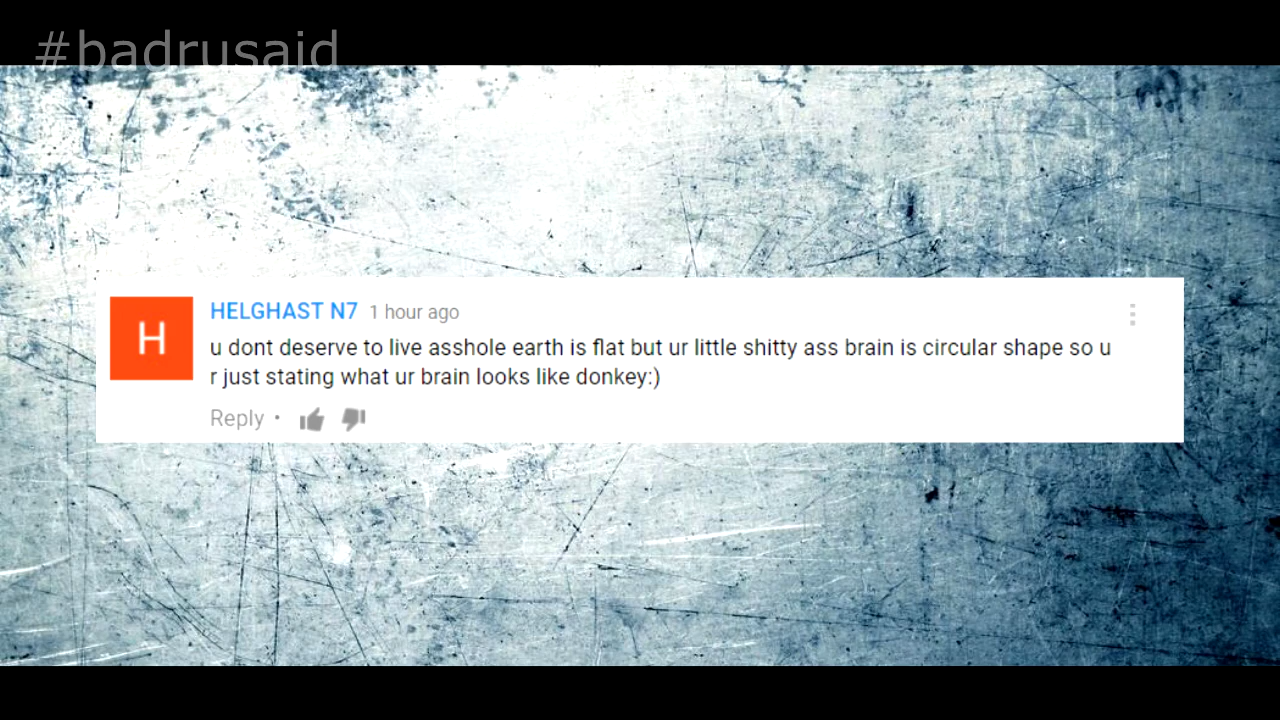 #badrusaid
H
HELGHAST N7 1 hour ago
u dont deserve to live asshole earth is flat but ur little shitty ass brain is circular shape so u
r just stating what ur brain looks like donkey:)
Reply •